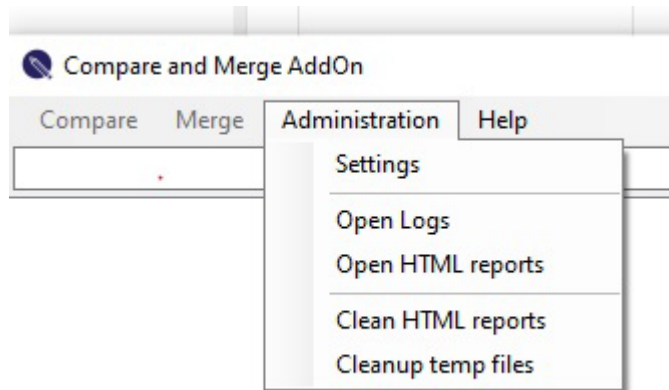 Compare and Merge AddOn
Compare Merge Administration Help
Settings
Open Logs
Open HTML reports
Clean HTML reports
Cleanup temp files